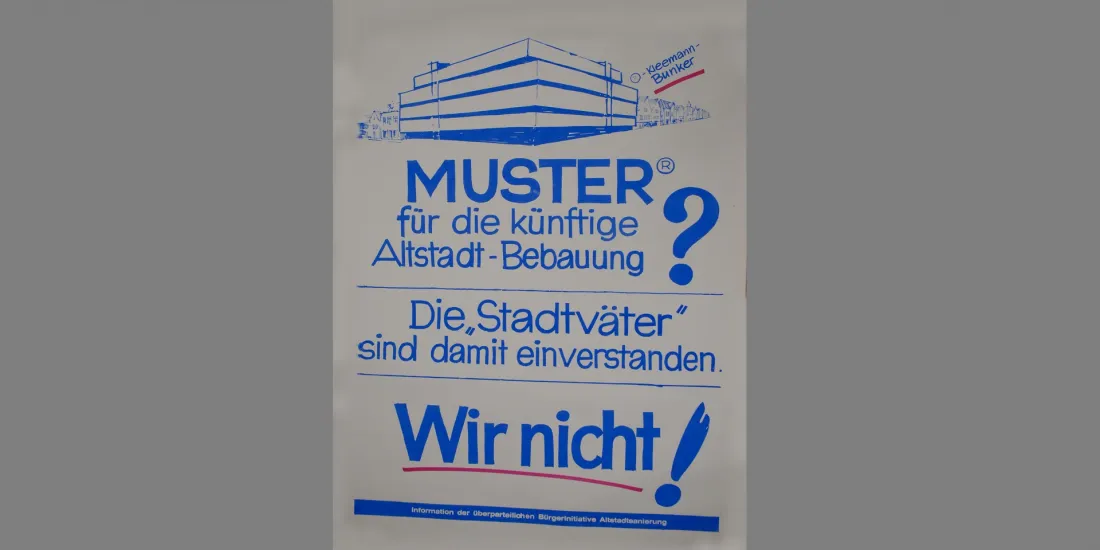 ®-Kleemann-
Bunker
MUSTER®
für die künftige
Altstadt-Bebauung ?
Die „Stadtväter“
sind damit einverstanden.
Wir nicht!
Information der überparteilichen Bürgerinitiative Altstadtsanierung